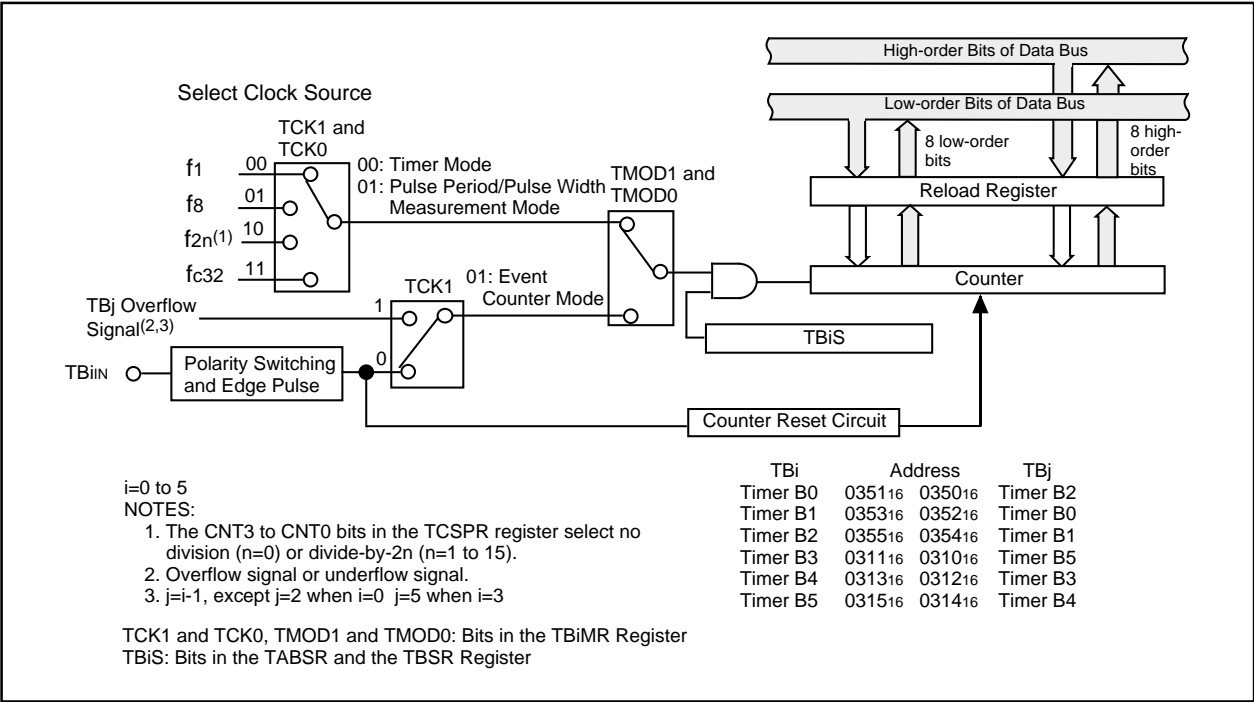 High-order Bits of Data Bus
Select Clock Source
Low-order Bits of Data Bus
TCK1 and
TCK0
8 low-order
bits
8 high-
order
bits
f1
00
00: Timer Mode
01: Pulse Period/Pulse Width
Measurement Mode
TMOD1 and
TMOD0
Reload Register
f8
01
f2n(1)
10
fC32
11
01: Event
Counter Mode
Counter
TCK1
TBj Overflow
Signal(2,3)
1
TBiS
TBiIN
Polarity Switching
and Edge Pulse
0
Counter Reset Circuit
i=0 to 5
NOTES:
1. The CNT3 to CNT0 bits in the TCSPR register select no
division (n=0) or divide-by-2n (n=1 to 15).
2. Overflow signal or underflow signal.
3. j=i-1, except j=2 when i=0 j=5 when i=3
TCK1 and TCK0, TMOD1 and TMOD0: Bits in the TBiMR Register
TBiS: Bits in the TABSR and the TBSR Register
TBi Address TBj
Timer B0 035116 035016 Timer B2
Timer B1 035316 035216 Timer B0
Timer B2 035516 035416 Timer B1
Timer B3 031116 031016 Timer B5
Timer B4 031316 031216 Timer B3
Timer B5 031516 031416 Timer B4